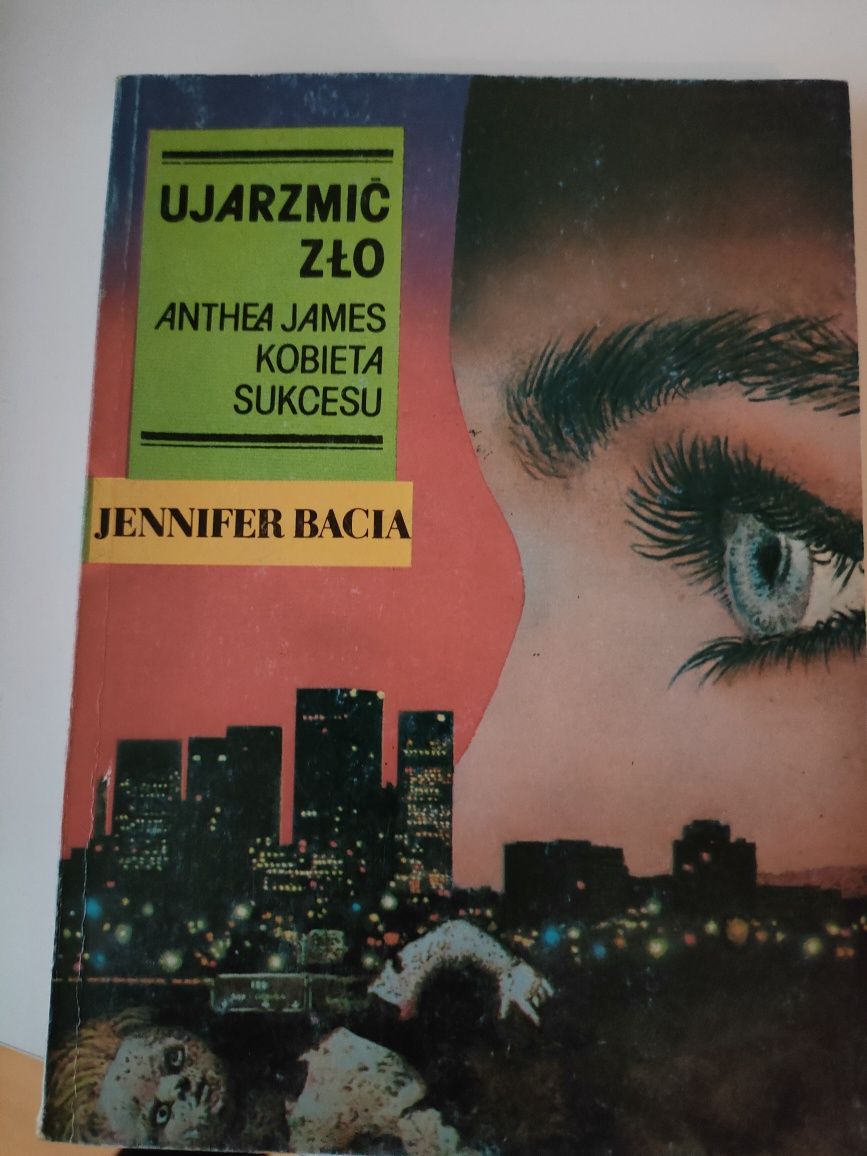 UJARZMIĆ
ZŁO
ANTHEA JAMES
KOBIETA
SUKCESU
JENNIFER BACIA